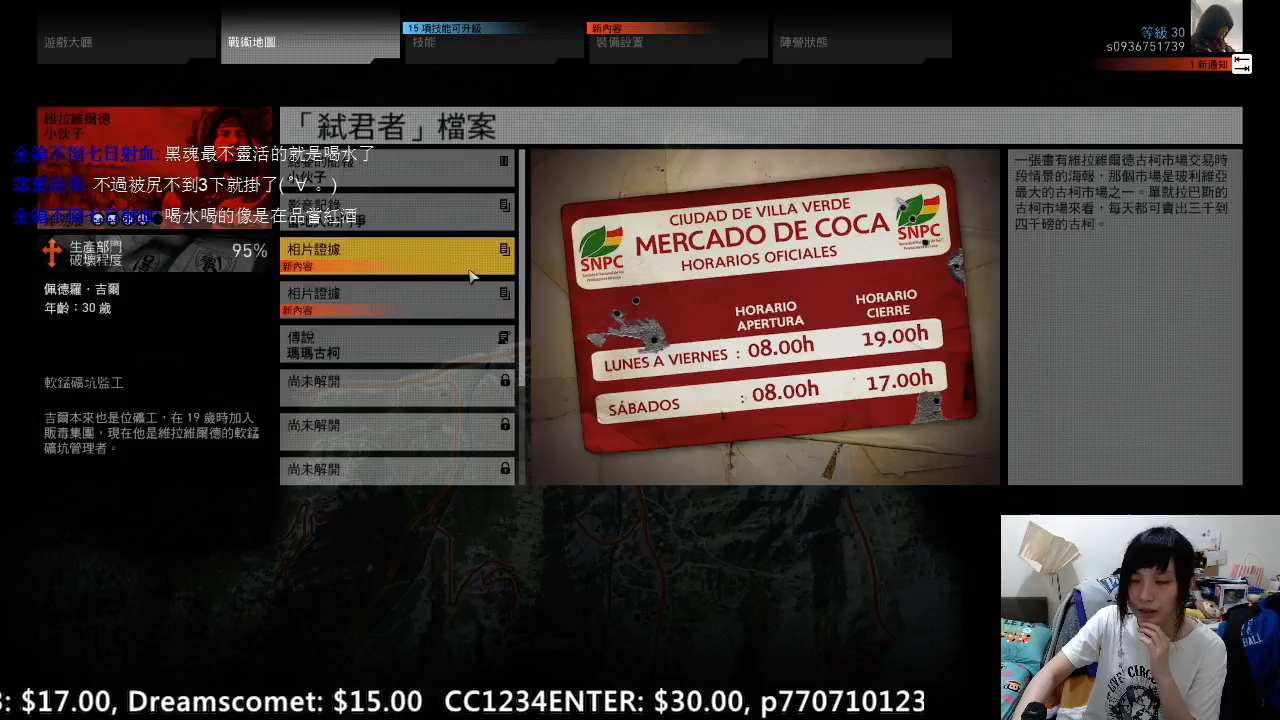 遊戲大廳
戰術地圖
15 項技能可升級
技能
新內容
裝備設置
陣營狀態
等級 30
s0936751739
1 新通知
維拉維爾德
小伙子
「弒君者」檔案
黑魂最不靈活的就是喝水了
不過被尻不到3下就掛了(ﾟ∀ 。)
喝水喝的像是在品嘗紅酒
小伙子
影音記錄
生產部門
破壞程度
95%
佩德羅・吉爾
年齡：30 歲
軟錳礦坑監工
吉爾本來也是位礦工，在 19 歲時加入
販毒集團，現在他是維拉維爾德的軟錳
礦坑管理者。
相片證據
新內容
相片證據
新內容
傳說
瑪瑪古柯
尚未解開
尚未解開
尚未解開
CIUDAD DE VILLA VERDE
MERCADO DE COCA
HORARIOS OFICIALES
SNPC
SNPC
HORARIO
APERTURA
HORARIO
CIERRE
LUNES A VIERNES : 08.00h 19.00h
SÁBADOS : 08.00h 17.00h
一張畫有維拉維爾德古柯市場交易時
段情景的海報，那個市場是玻利維亞
最大的古柯市場之一。單就拉巴斯的
古柯市場來看，每天都可賣出三千到
四千磅的古柯。
: $17.00, Dreamscomet: $15.00 CC1234ENTER: $30.00, p770710123